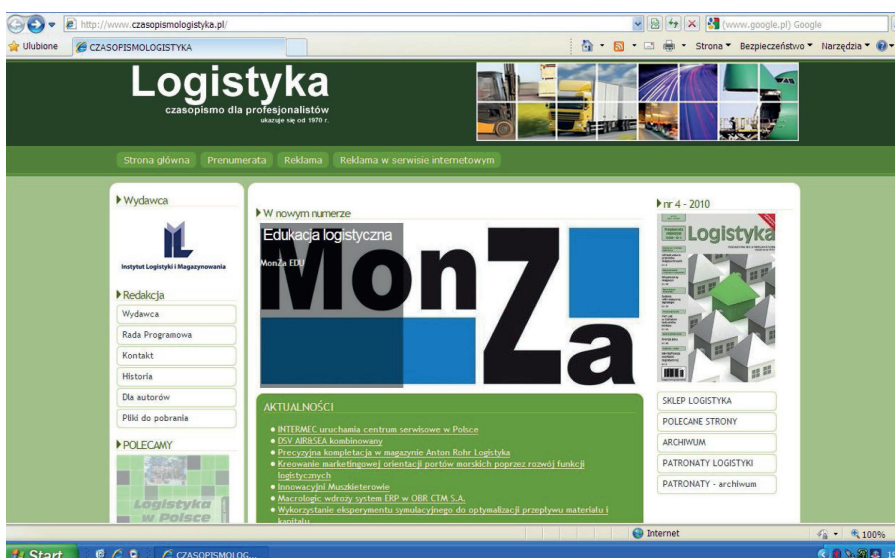 http://www.czasopismologistyka.pl/
(www.google.pl) Google
Ulubione
CZASOPISMOLOGISTYKA
Strona
Bezpieczeństwo
Narzędzia
Logistyka
czasopismo dla profesjonalistów
ukazuje się od 1970 r.
Strona główna
Prenumerata
Reklama
Reklama w serwisie internetowym
Wydawca
Instytut Logistyki i Magazynowania
Redakcja
Wydawca
Rada Programowa
Kontakt
Historia
Dla autorów
Pliki do pobrania
POLECAMY
Logistyka
w Polsce
W nowym numerze
Edukacja logistyczna
MonZa EDU
MonZa
AKTUALNOŚCI
INTERMEC uruchamia centrum serwisowe w Polsce
DSV AIR&SEA kombinowany
Precyzyjna kompletacja w magazynie Anton Rohr Logistyka
Kreowanie marketingowej orientacji portów morskich poprzez rozwój funkcji
logistycznych
Innowacyjni Muszkieterowie
Macrologic wdroży system ERP w OBR CTM S.A.
Wykorzystanie eksperymentu symulacyjnego do optymalizacji przepływu materiału i
kapitału
nr 4 - 2010
Logistyka
SKLEP LOGISTYKA
POLECANE STRONY
ARCHIWUM
PATRONATY LOGISTYKI
PATRONATY - archiwum
Internet
100%
Start
CZASOPISMOLOG...